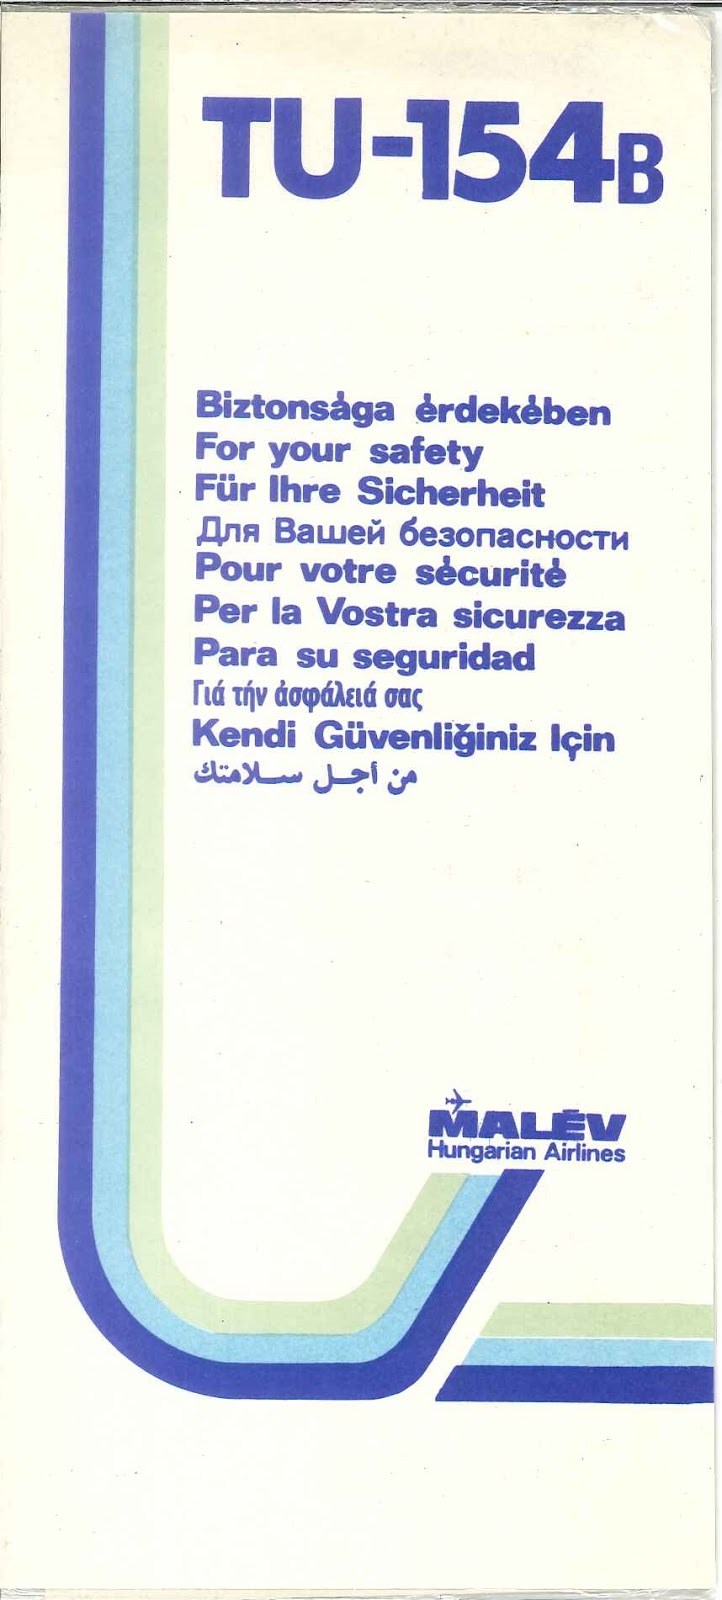 TU-154B
Biztonsága érdekében
For your safety
Für Ihre Sicherheit
Для Вашей безопасности
Pour votre sécurité
Per la Vostra sicurezza
Para su seguridad
Γιά τήν ἀσφάλειά σας
Kendi Güvenliğiniz Için
من أجل سلامتك
MALÉV
Hungarian Airlines